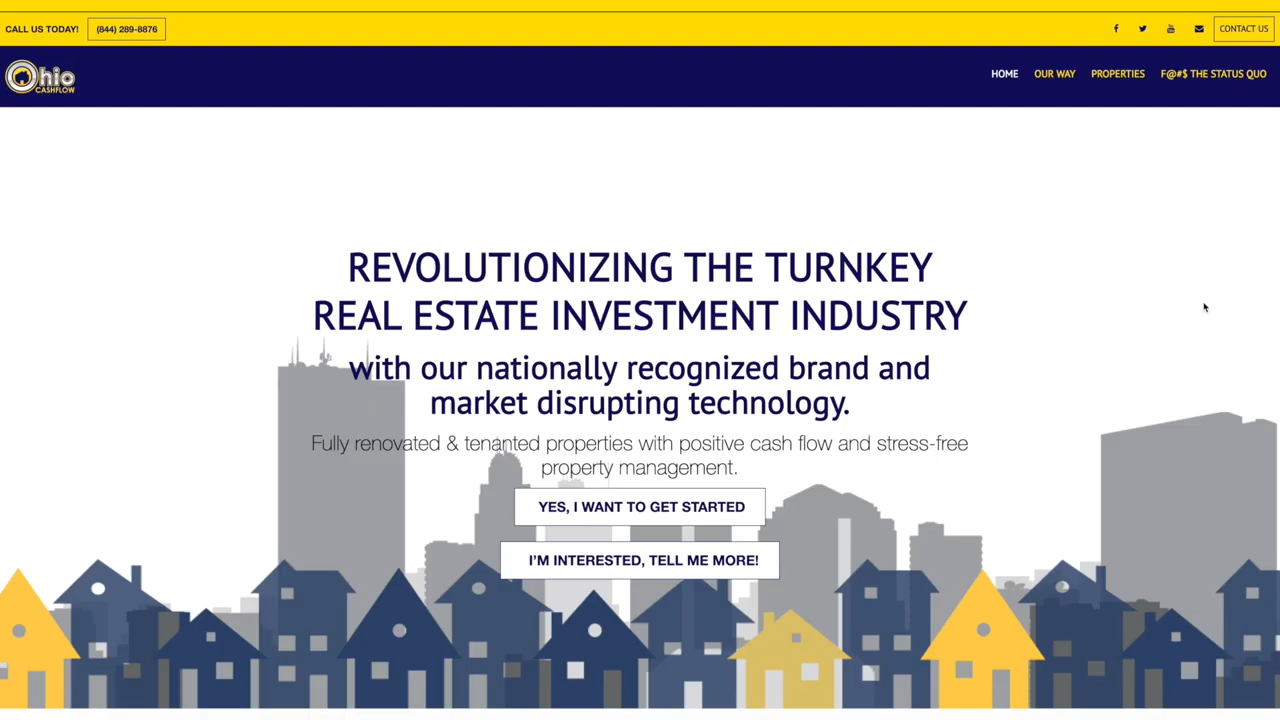 CALL US TODAY!
(844) 289-8876
CONTACT US
Ohio
CASHFLOW
HOME
OUR WAY
PROPERTIES
F@#$ THE STATUS QUO
REVOLUTIONIZING THE TURNKEY
REAL ESTATE INVESTMENT INDUSTRY
with our nationally recognized brand and
market disrupting technology.
Fully renovated & tenanted properties with positive cash flow and stress-free
property management.
YES, I WANT TO GET STARTED
I'M INTERESTED, TELL ME MORE!